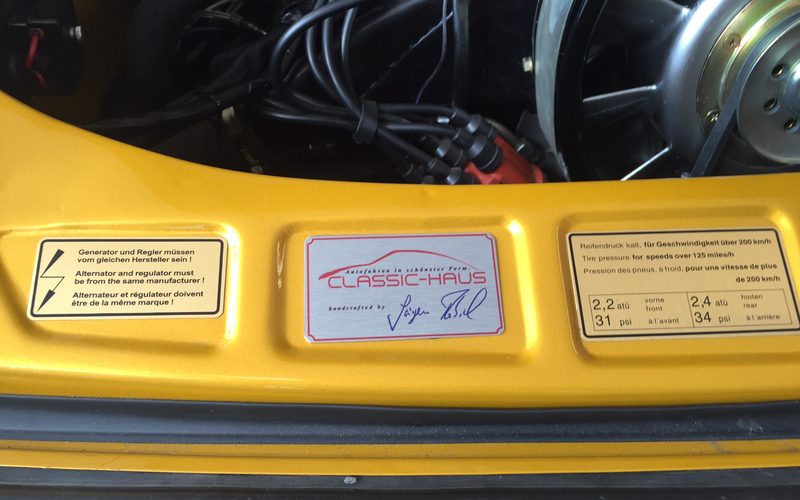 Generator und Regler müssen
vom gleichen Hersteller sein !
Alternator and regulator must
be from the same manufacturer !
Alternateur et régulateur doivent
être de la même marque !
Autofahren in schönster Form.
CLASSIC-HAUS
handcrafted by
Reifendruck kalt, für Geschwindigkeit über 200 km/h
Tire pressure for speeds over 125 miles/h
Pression des pneus, à froid, pour une vitesse de plus
de 200 km/h
2,2 atü vorne 2,4 atü hinten
front rear
31 psi à l'avant 34 psi à l'arrière